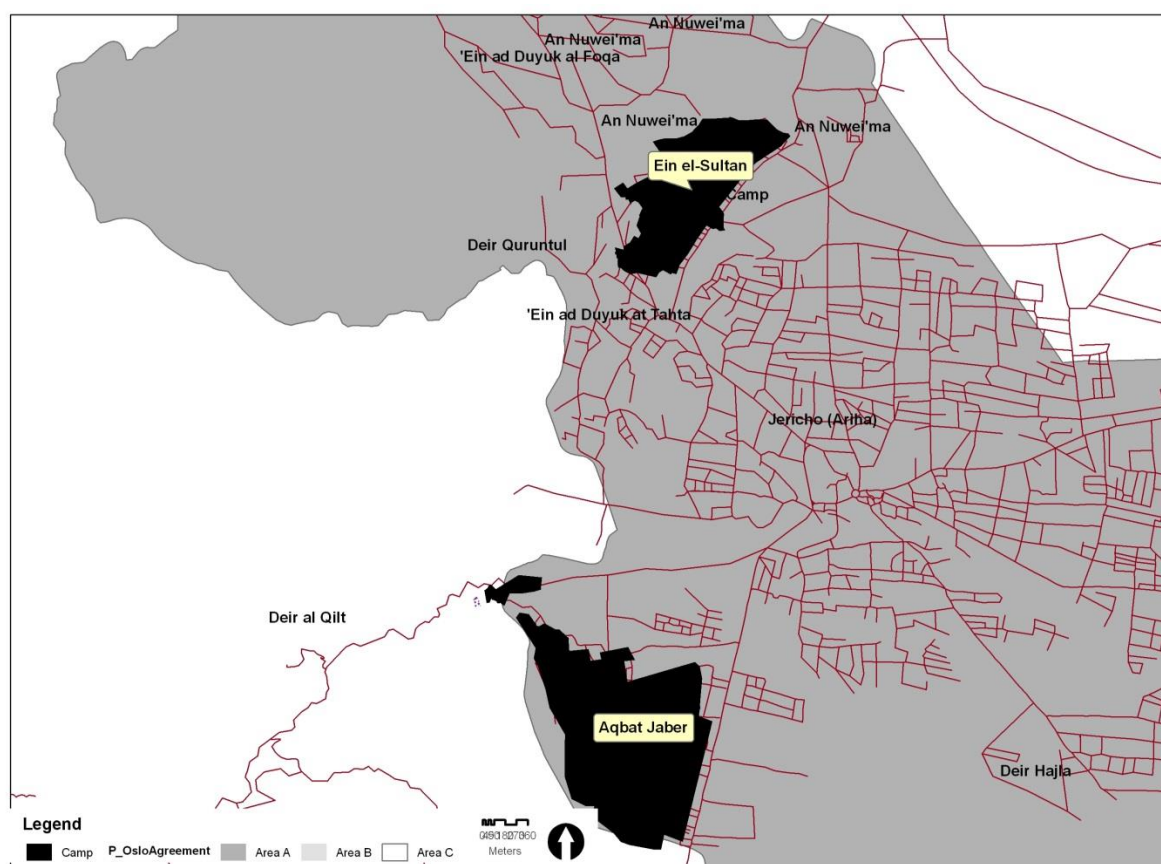 An Nuwei'ma
An Nuwei'ma
'Ein ad Duyuk al Foqa
An Nuwei'ma
An Nuwei'ma
Ein el-Sultan
Camp
Deir Quruntul
'Ein ad Duyuk at Tahta
Jericho (Ariha)
Deir al Qilt
Aqbat Jaber
Deir Hajla
Legend
Camp P_OsloAgreement Area A Area B Area C
Meters